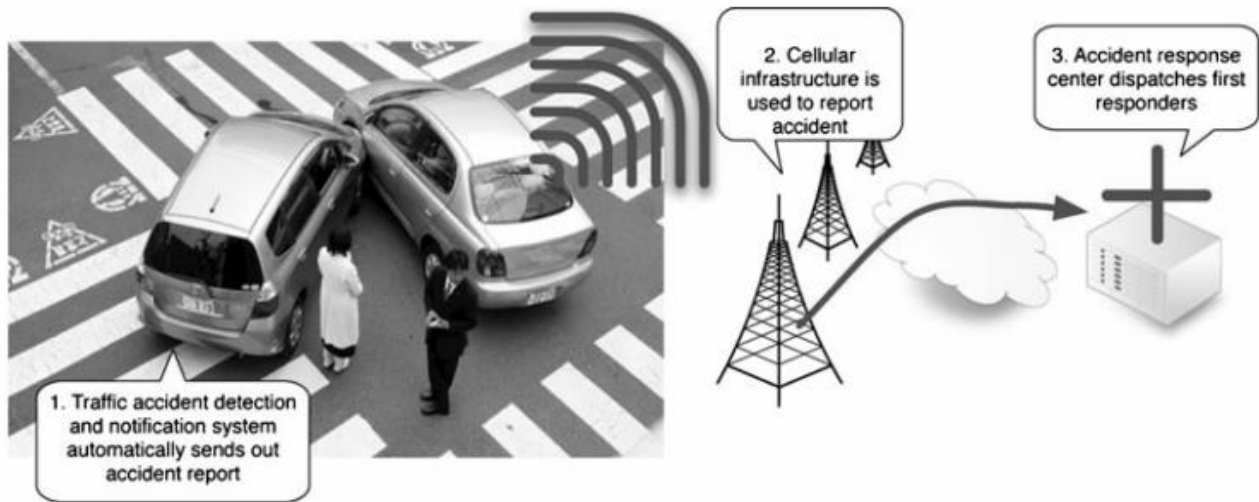 1. Traffic accident detection
and notification system
automatically sends out
accident report
2. Cellular
infrastructure is
used to report
accident
3. Accident response
center dispatches first
responders